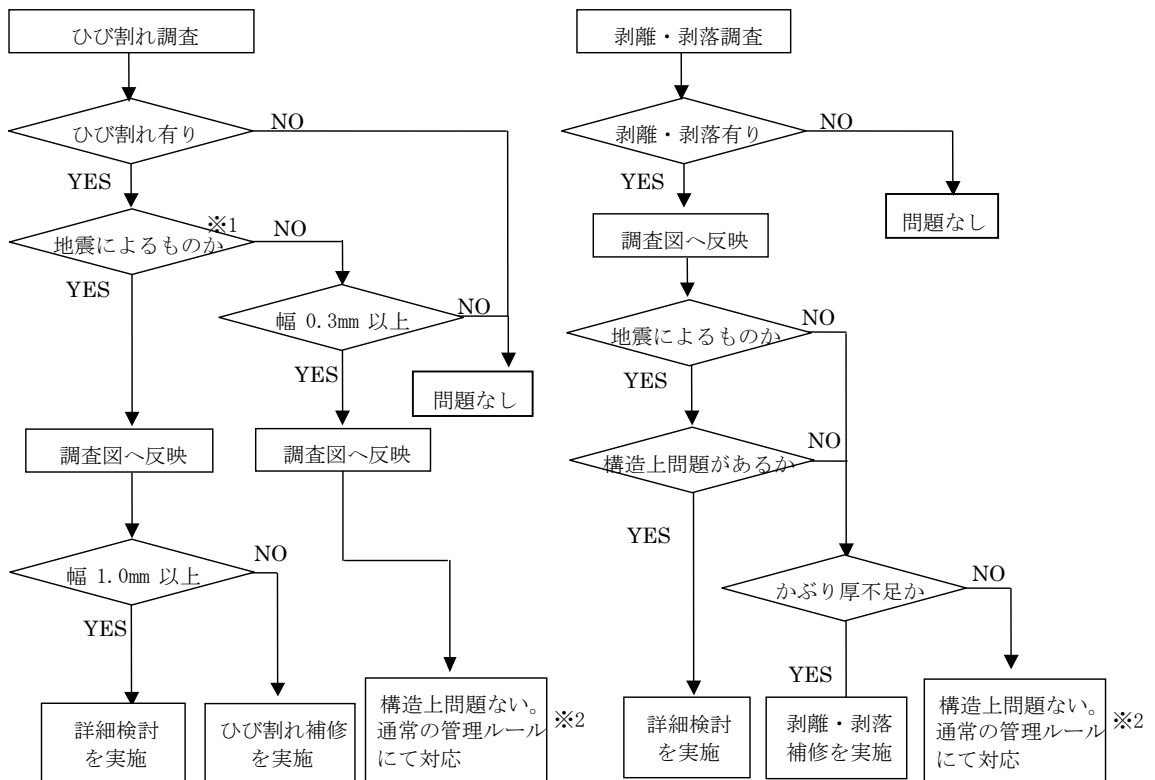 ひび割れ調査
ひび割れ有り
NO
YES
地震によるものか
※1
NO
YES
幅 0.3mm 以上
NO
YES
問題なし
調査図へ反映
調査図へ反映
幅 1.0mm 以上
NO
YES
詳細検討
を実施
ひび割れ補修
を実施
構造上問題ない。
通常の管理ルール
にて対応
※2
剥離・剥落調査
剥離・剥落有り
NO
YES
問題なし
調査図へ反映
地震によるものか
NO
YES
構造上問題があるか
NO
YES
かぶり厚不足か
NO
YES
詳細検討
を実施
剥離・剥落
補修を実施
構造上問題ない。
通常の管理ルール
にて対応
※2